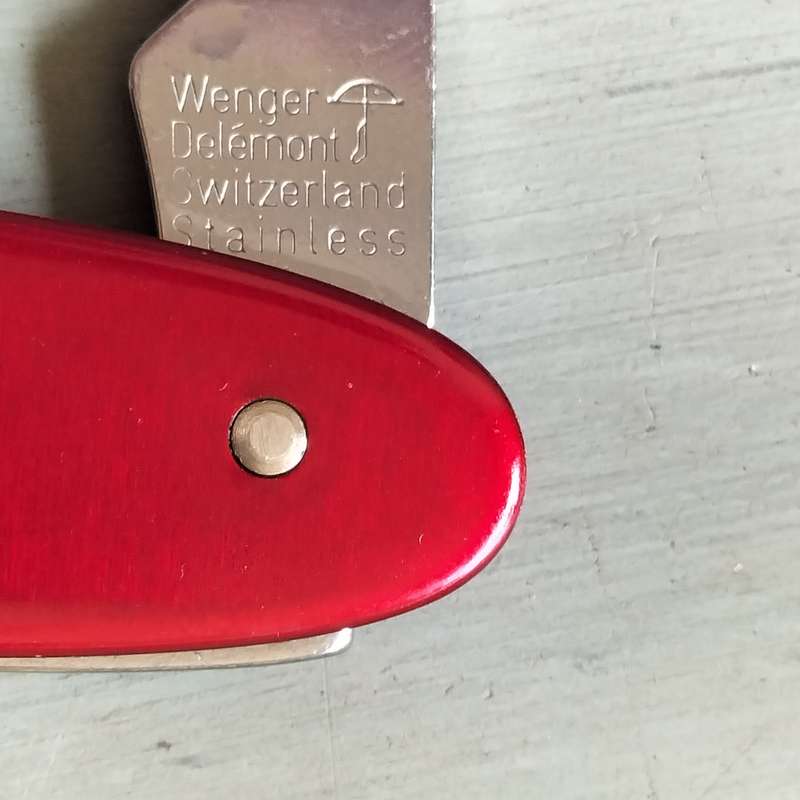 Wenger
Delémont
Switzerland
Stainless